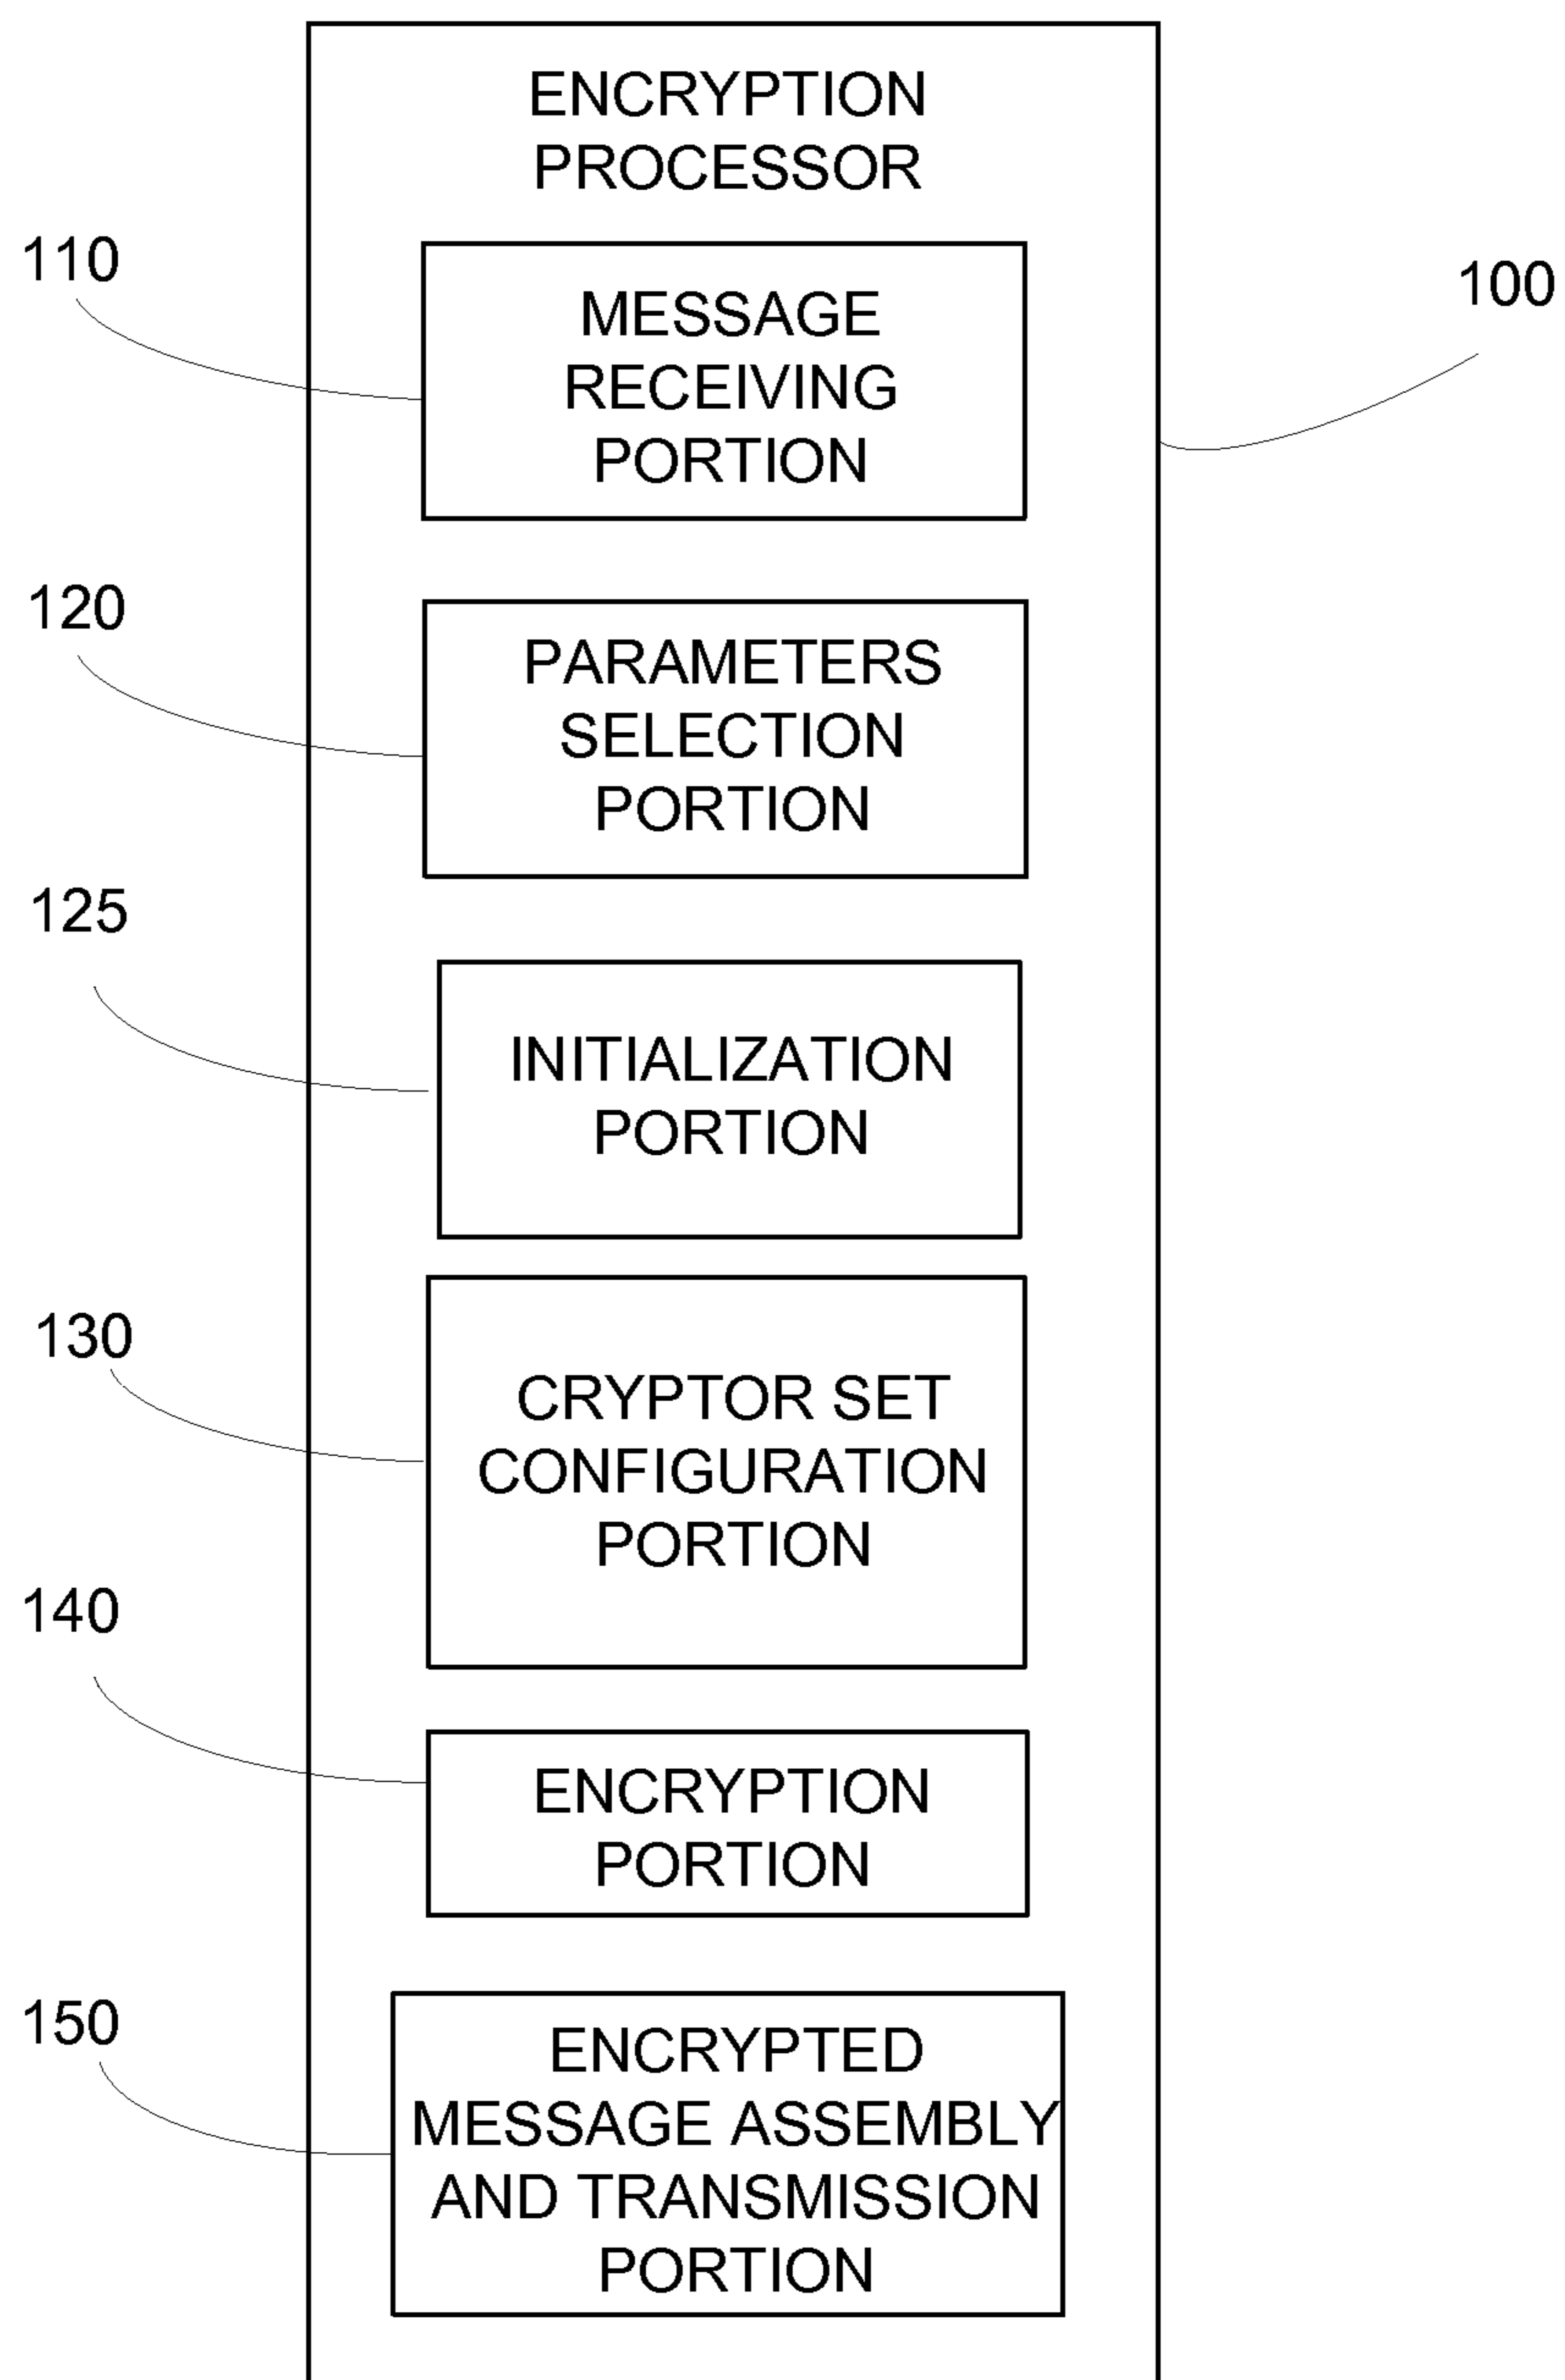 ENCRYPTION
PROCESSOR
110
100
MESSAGE
RECEIVING
PORTION
120
PARAMETERS
SELECTION
PORTION
125
INITIALIZATION
PORTION
130
CRYPTOR SET
CONFIGURATION
PORTION
140
ENCRYPTION
PORTION
150
ENCRYPTED
MESSAGE ASSEMBLY
AND TRANSMISSION
PORTION